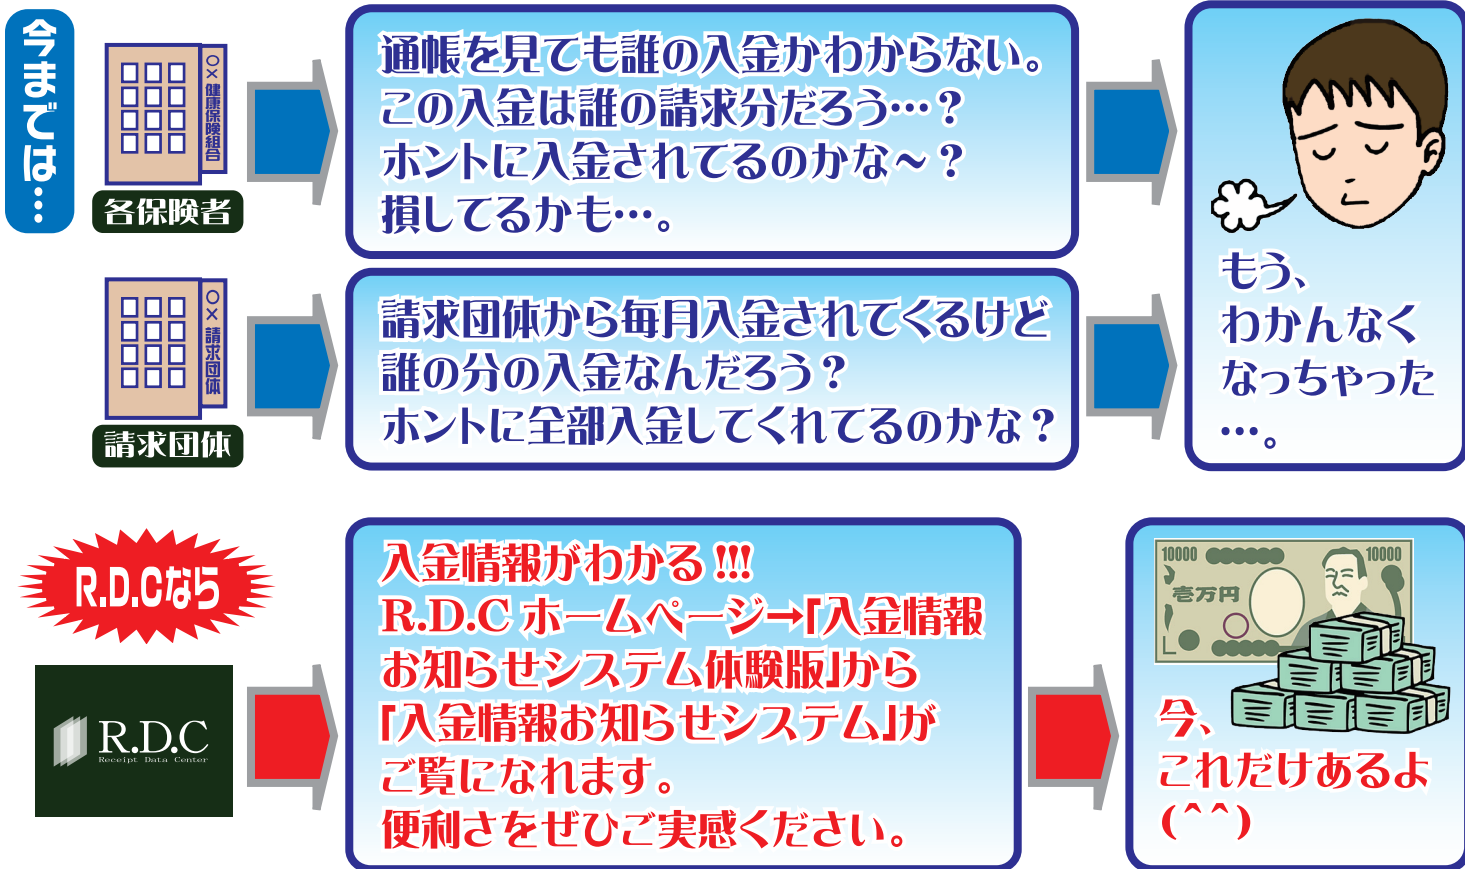 今までは…
○×健康保険組合
各保険者
通帳を見ても誰の入金かわからない。
この入金は誰の請求分だろう…？
ホントに入金されてるのかな～？
損してるかも…。
○×請求団体
請求団体
請求団体から毎月入金されてくるけど
誰の分の入金なんだろう？
ホントに全部入金してくれてるのかな？
もう、
わかんなく
なっちゃった
…。
R.D.Cなら
R.D.C
Receipt Data Center
入金情報がわかる!!!
R.D.C ホームページ→「入金情報
お知らせシステム体験版」から
「入金情報お知らせシステム」が
ご覧になれます。
便利さをぜひご実感ください。
10000
10000
壱万円
今、
これだけあるよ
(^^)